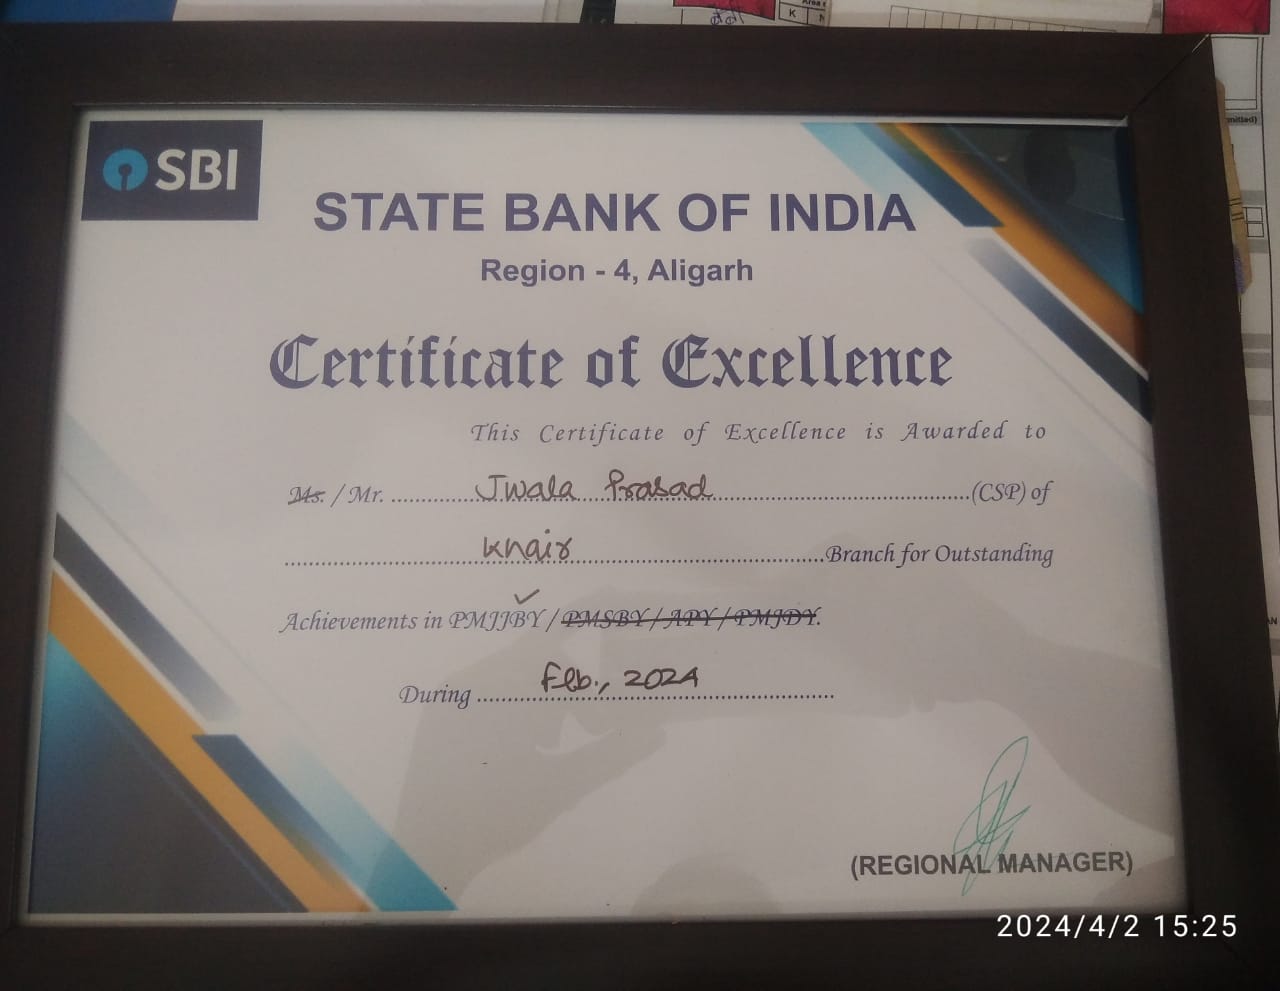 SBI
STATE BANK OF INDIA
Region - 4, Aligarh
Certificate of Excellence
This Certificate of Excellence is Awarded to
Ms. / Mr. Jwala Prasad (CSP) of
Khair Branch for Outstanding
Achievements in PMJJBY / PMSBY / APY / PMJDY.
During Feb., 2024
(REGIONAL MANAGER)
2024/4/2 15:25